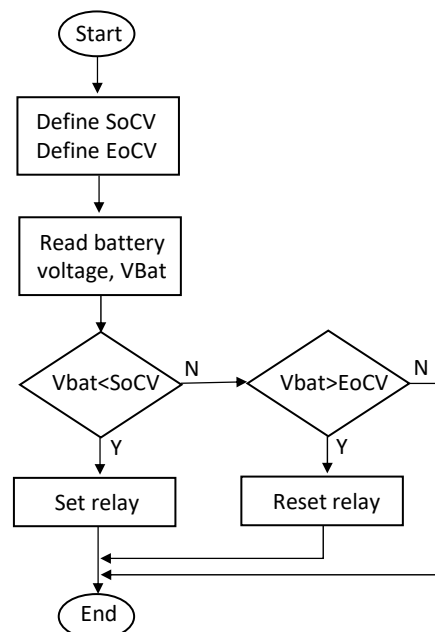 Start
Define SoCV
Define EoCV
Read battery
voltage, VBat
Vbat<SoCV
N
Vbat>EoCV
N
Y
Y
Set relay
Reset relay
End